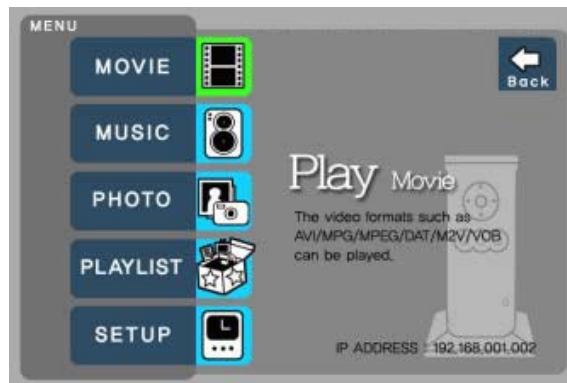 MENU
MOVIE
MUSIC
PHOTO
PLAYLIST
SETUP
Back
Play Movie
The video formats such as
AVI/MPG/MPEG/DAT/M2V/VOB
can be played.
IP ADDRESS : 192.168.001.002